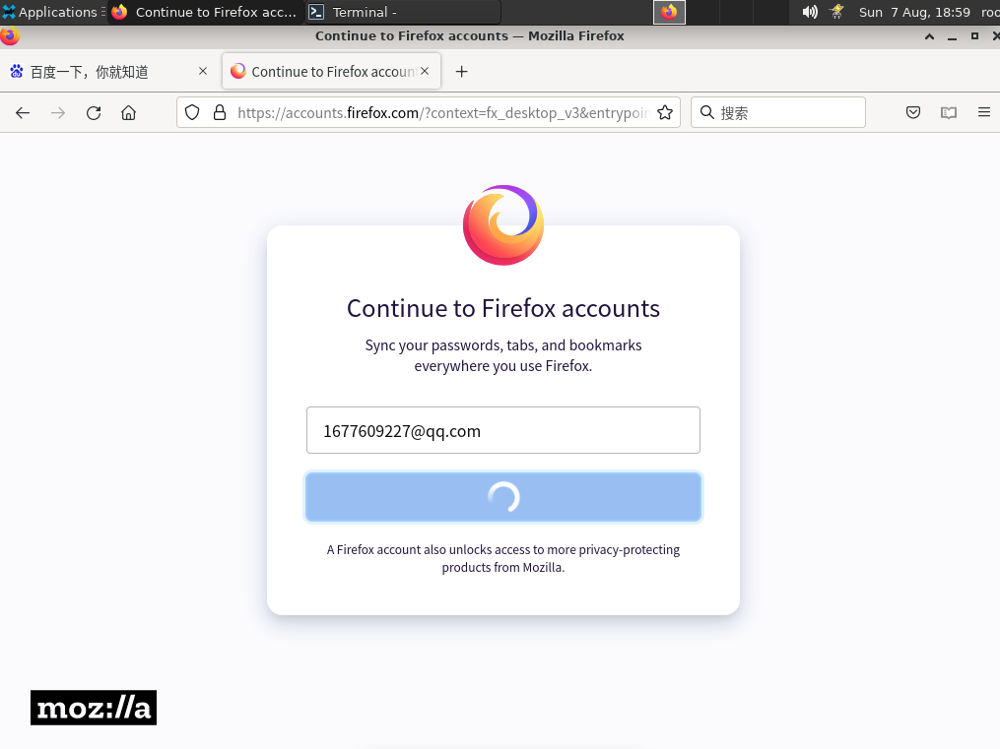 Applications
Continue to Firefox acc...
Terminal -
Sun 7 Aug, 18:59
Continue to Firefox accounts — Mozilla Firefox
百度一下，你就知道
Continue to Firefox accoun
https://accounts.firefox.com/?context=fx_desktop_v3&entrypoin
搜索
Continue to Firefox accounts
Sync your passwords, tabs, and bookmarks
everywhere you use Firefox.
1677609227@qq.com
A Firefox account also unlocks access to more privacy-protecting
products from Mozilla.
moz://a